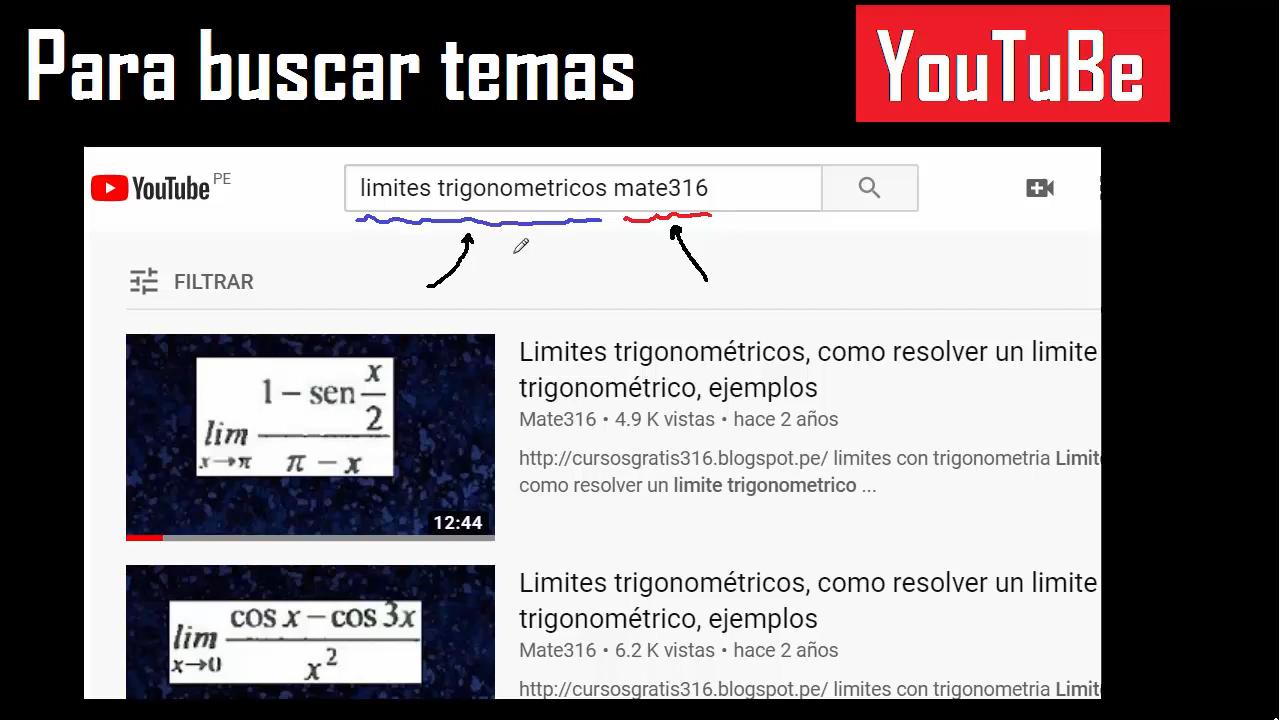 Para buscar temas
YouTuBe
YouTube PE
limites trigonometricos mate316
FILTRAR
Limites trigonométricos, como resolver un limite
trigonométrico, ejemplos
Mate316 • 4.9 K vistas • hace 2 años
http://cursosgratis316.blogspot.pe/ limites con trigonometria Limit
como resolver un limite trigonometrico ...
lim x→π 1 – sen x/2 / π – x
12:44
Limites trigonométricos, como resolver un limite
trigonométrico, ejemplos
Mate316 • 6.2 K vistas • hace 2 años
http://cursosgratis316.blogspot.pe/ limites con trigonometria Limit
lim x→0 cos x – cos 3x / x²